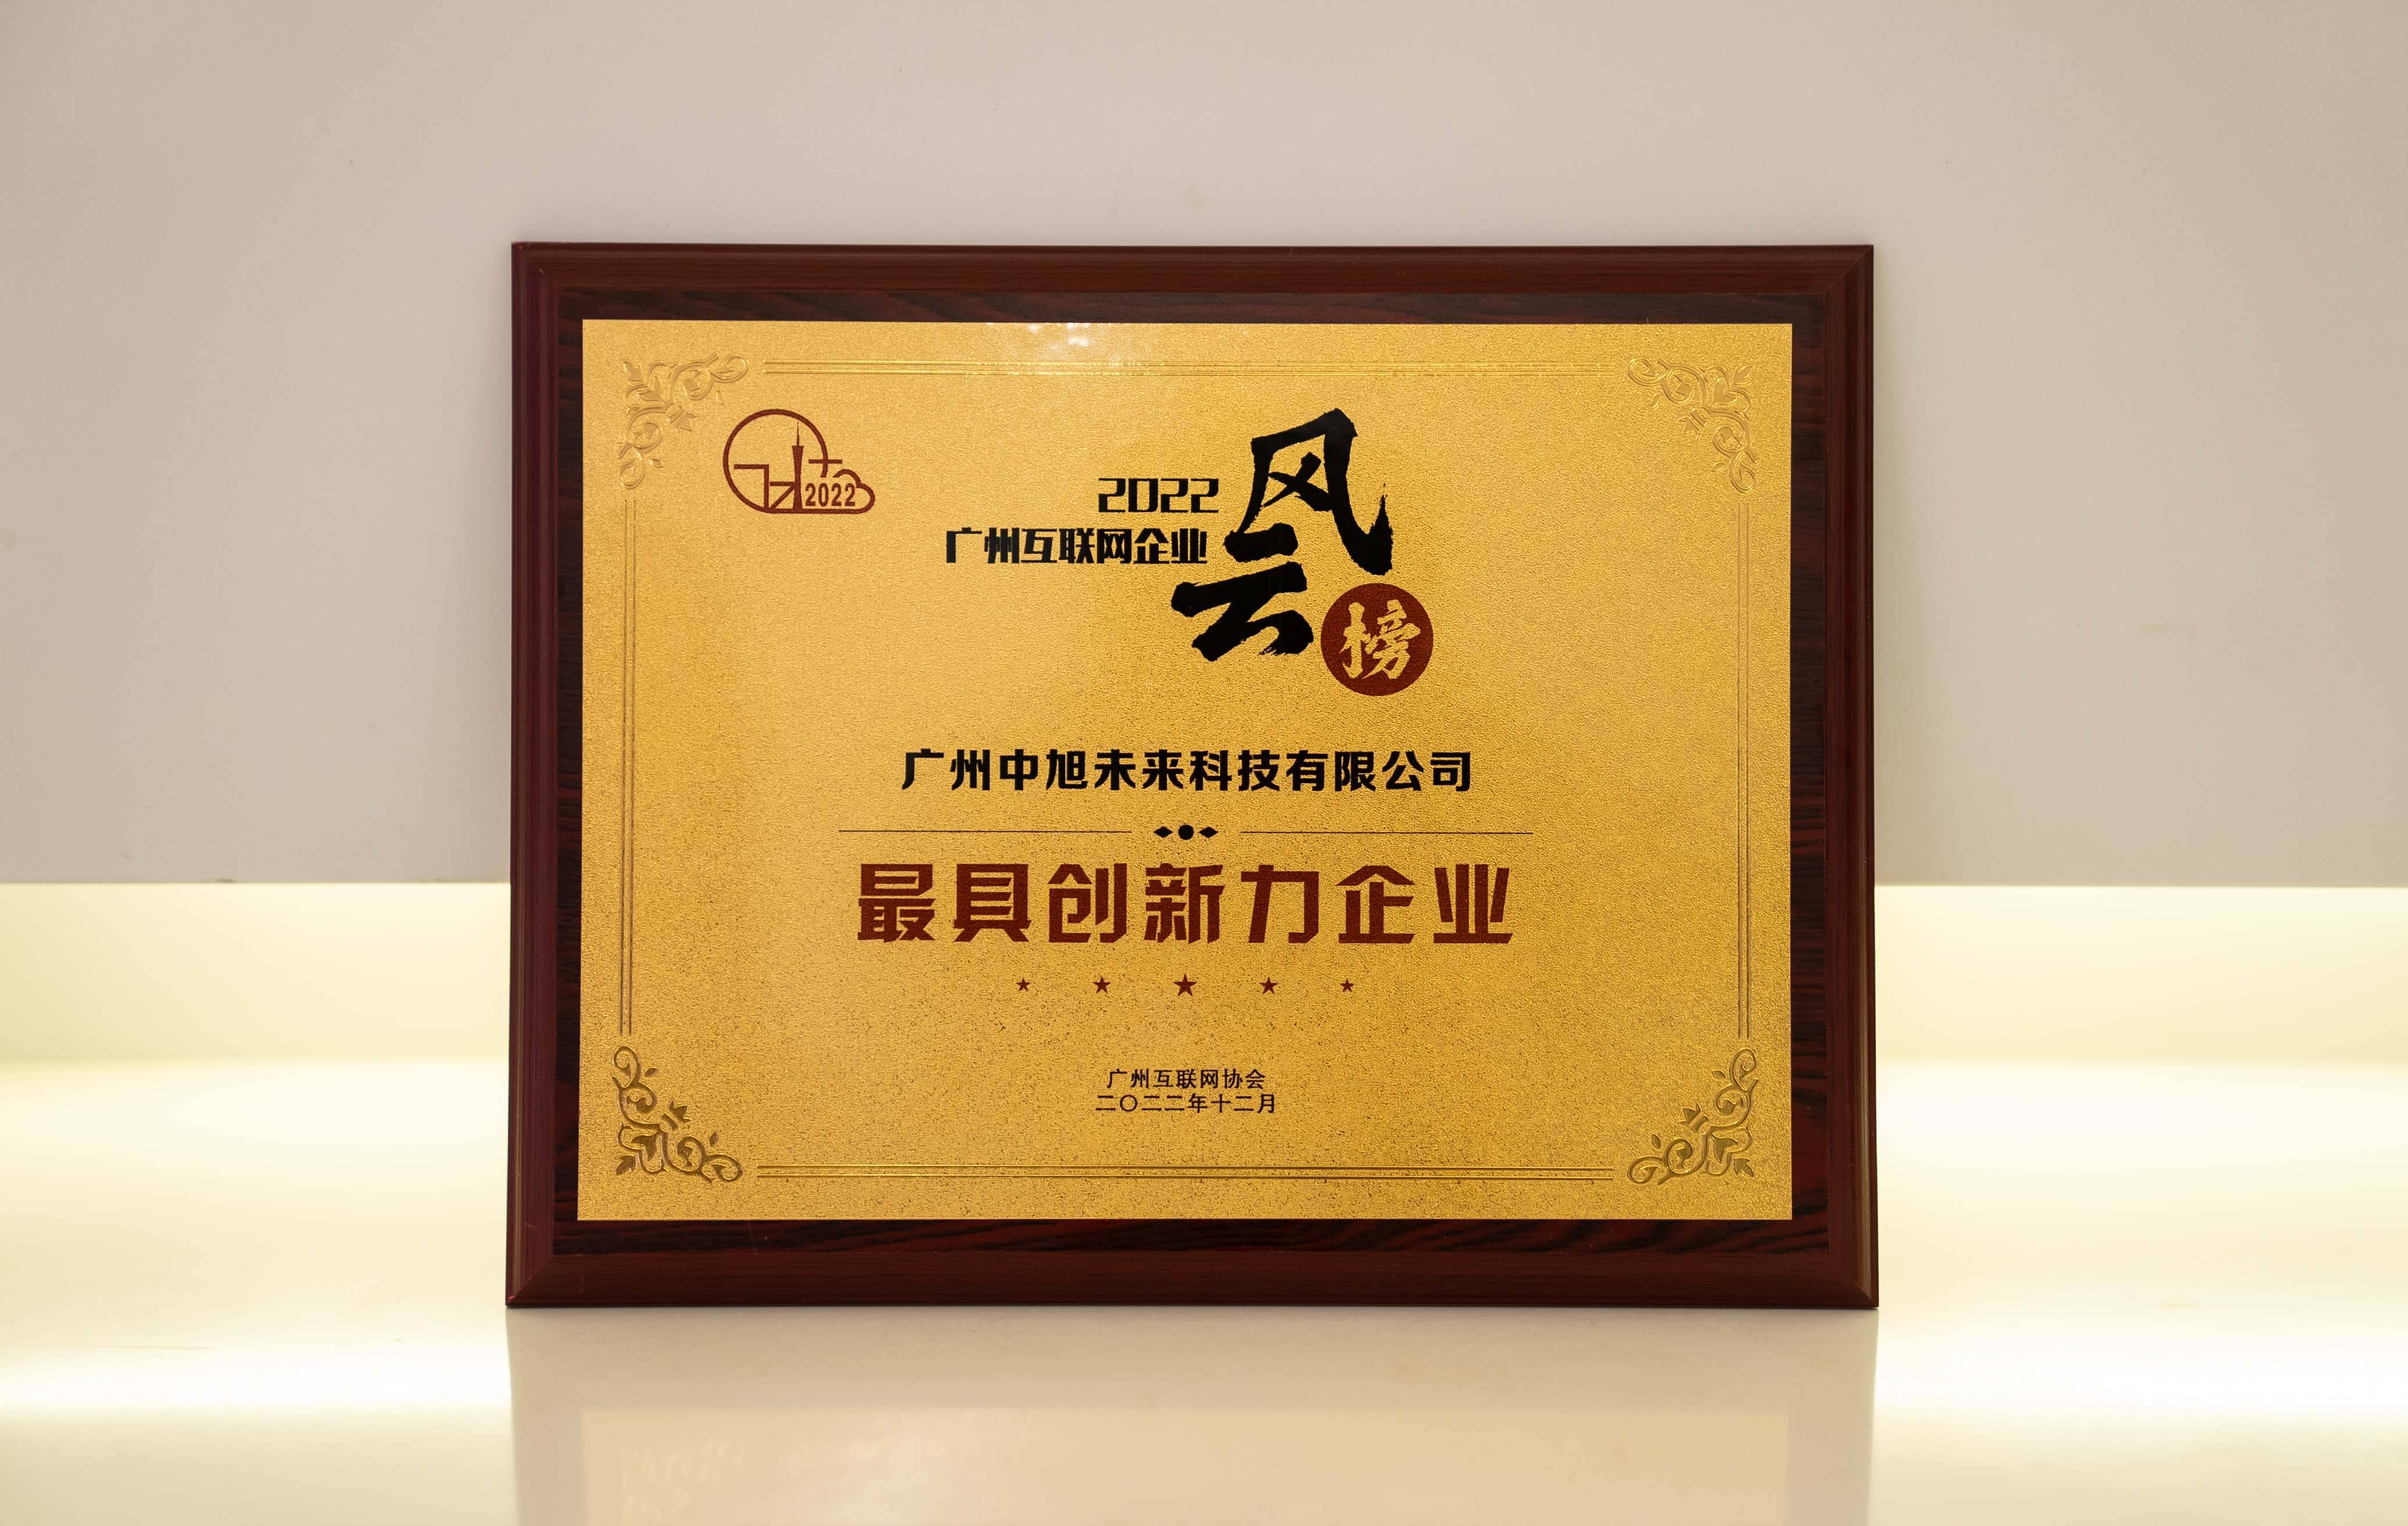 2022
2022
广州互联网企业
风云
榜
广州中旭未来科技有限公司
最具创新力企业
广州互联网协会
二〇二二年十二月